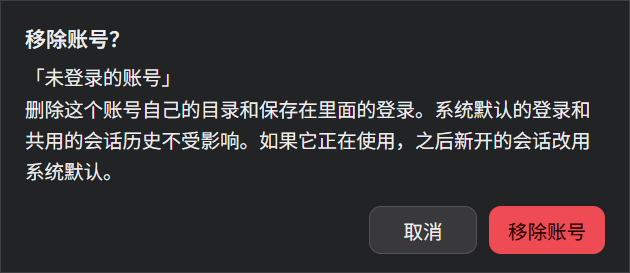 移除账号？
「未登录的账号」
删除这个账号自己的目录和保存在里面的登录。系统默认的登录和
共用的会话历史不受影响。如果它正在使用，之后新开的会话改用
系统默认。
取消
移除账号